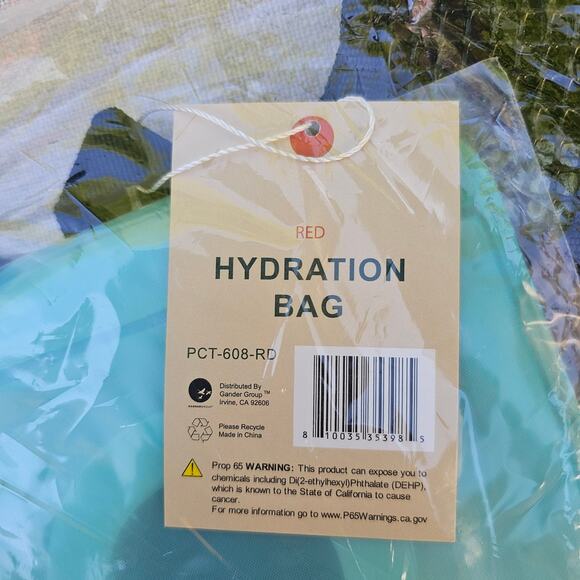 RED
HYDRATION
BAG
PCT-608-RD
Distributed By
Gander Group™
Irvine, CA 92606
Please Recycle
Made in China
8 10035 35398 5
Prop 65 WARNING: This product can expose you to
chemicals including Di(2-ethylhexyl)Phthalate (DEHP),
which is known to the State of California to cause
cancer.
For more information go to www.P65Warnings.ca.gov